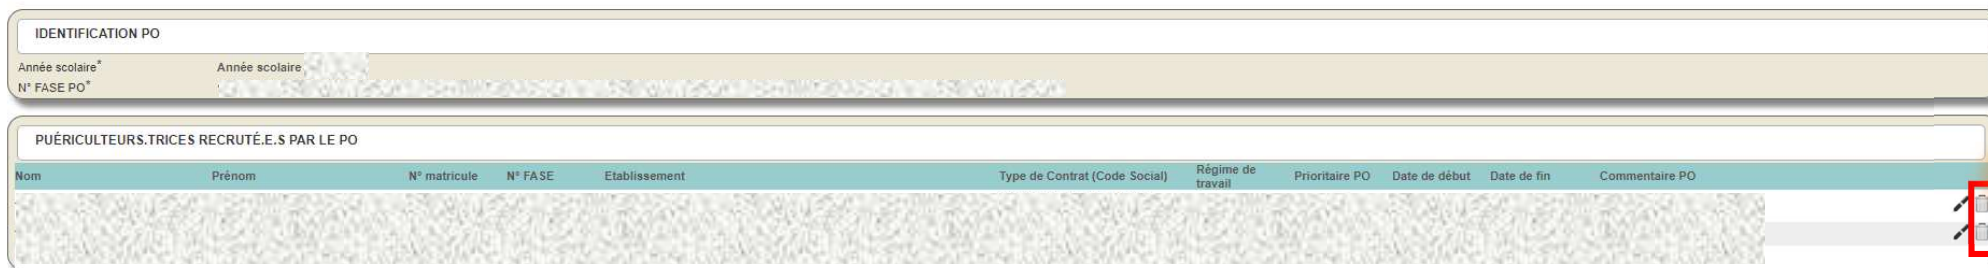 IDENTIFICATION PO
Année scolaire* Année scolaire
N° FASE PO*
PUÉRICULTEURS.TRICES RECRUTÉ.E.S PAR LE PO
Nom Prénom N° matricule N° FASE Etablissement Type de Contrat (Code Social) Régime de travail Prioritaire PO Date de début Date de fin Commentaire PO